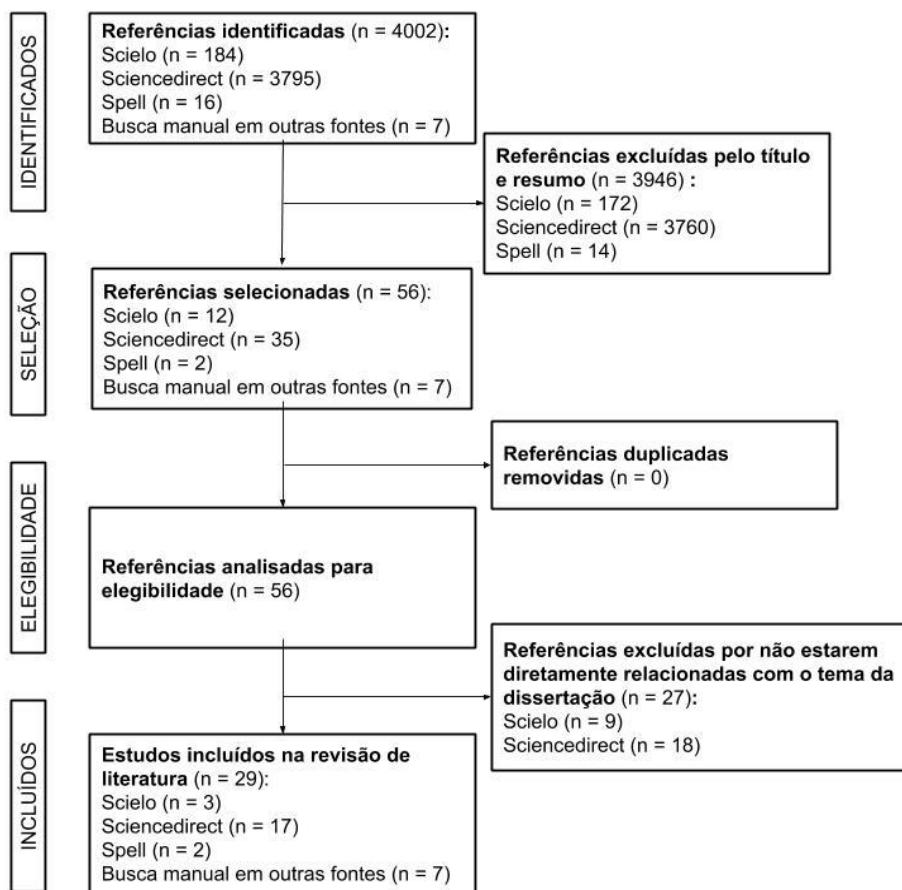 IDENTIFICADOS
Referências identificadas (n = 4002):
Scielo (n = 184)
Sciencedirect (n = 3795)
Spell (n = 16)
Busca manual em outras fontes (n = 7)
Referências excluídas pelo título
e resumo (n = 3946) :
Scielo (n = 172)
Sciencedirect (n = 3760)
Spell (n = 14)
SELEÇÃO
Referências selecionadas (n = 56):
Scielo (n = 12)
Sciencedirect (n = 35)
Spell (n = 2)
Busca manual em outras fontes (n = 7)
Referências duplicadas
removidas (n = 0)
ELEGIBILIDADE
Referências analisadas para
elegibilidade (n = 56)
Referências excluídas por não estarem
diretamente relacionadas com o tema da
dissertação (n = 27):
Scielo (n = 9)
Sciencedirect (n = 18)
INCLUÍDOS
Estudos incluídos na revisão de
literatura (n = 29):
Scielo (n = 3)
Sciencedirect (n = 17)
Spell (n = 2)
Busca manual em outras fontes (n = 7)